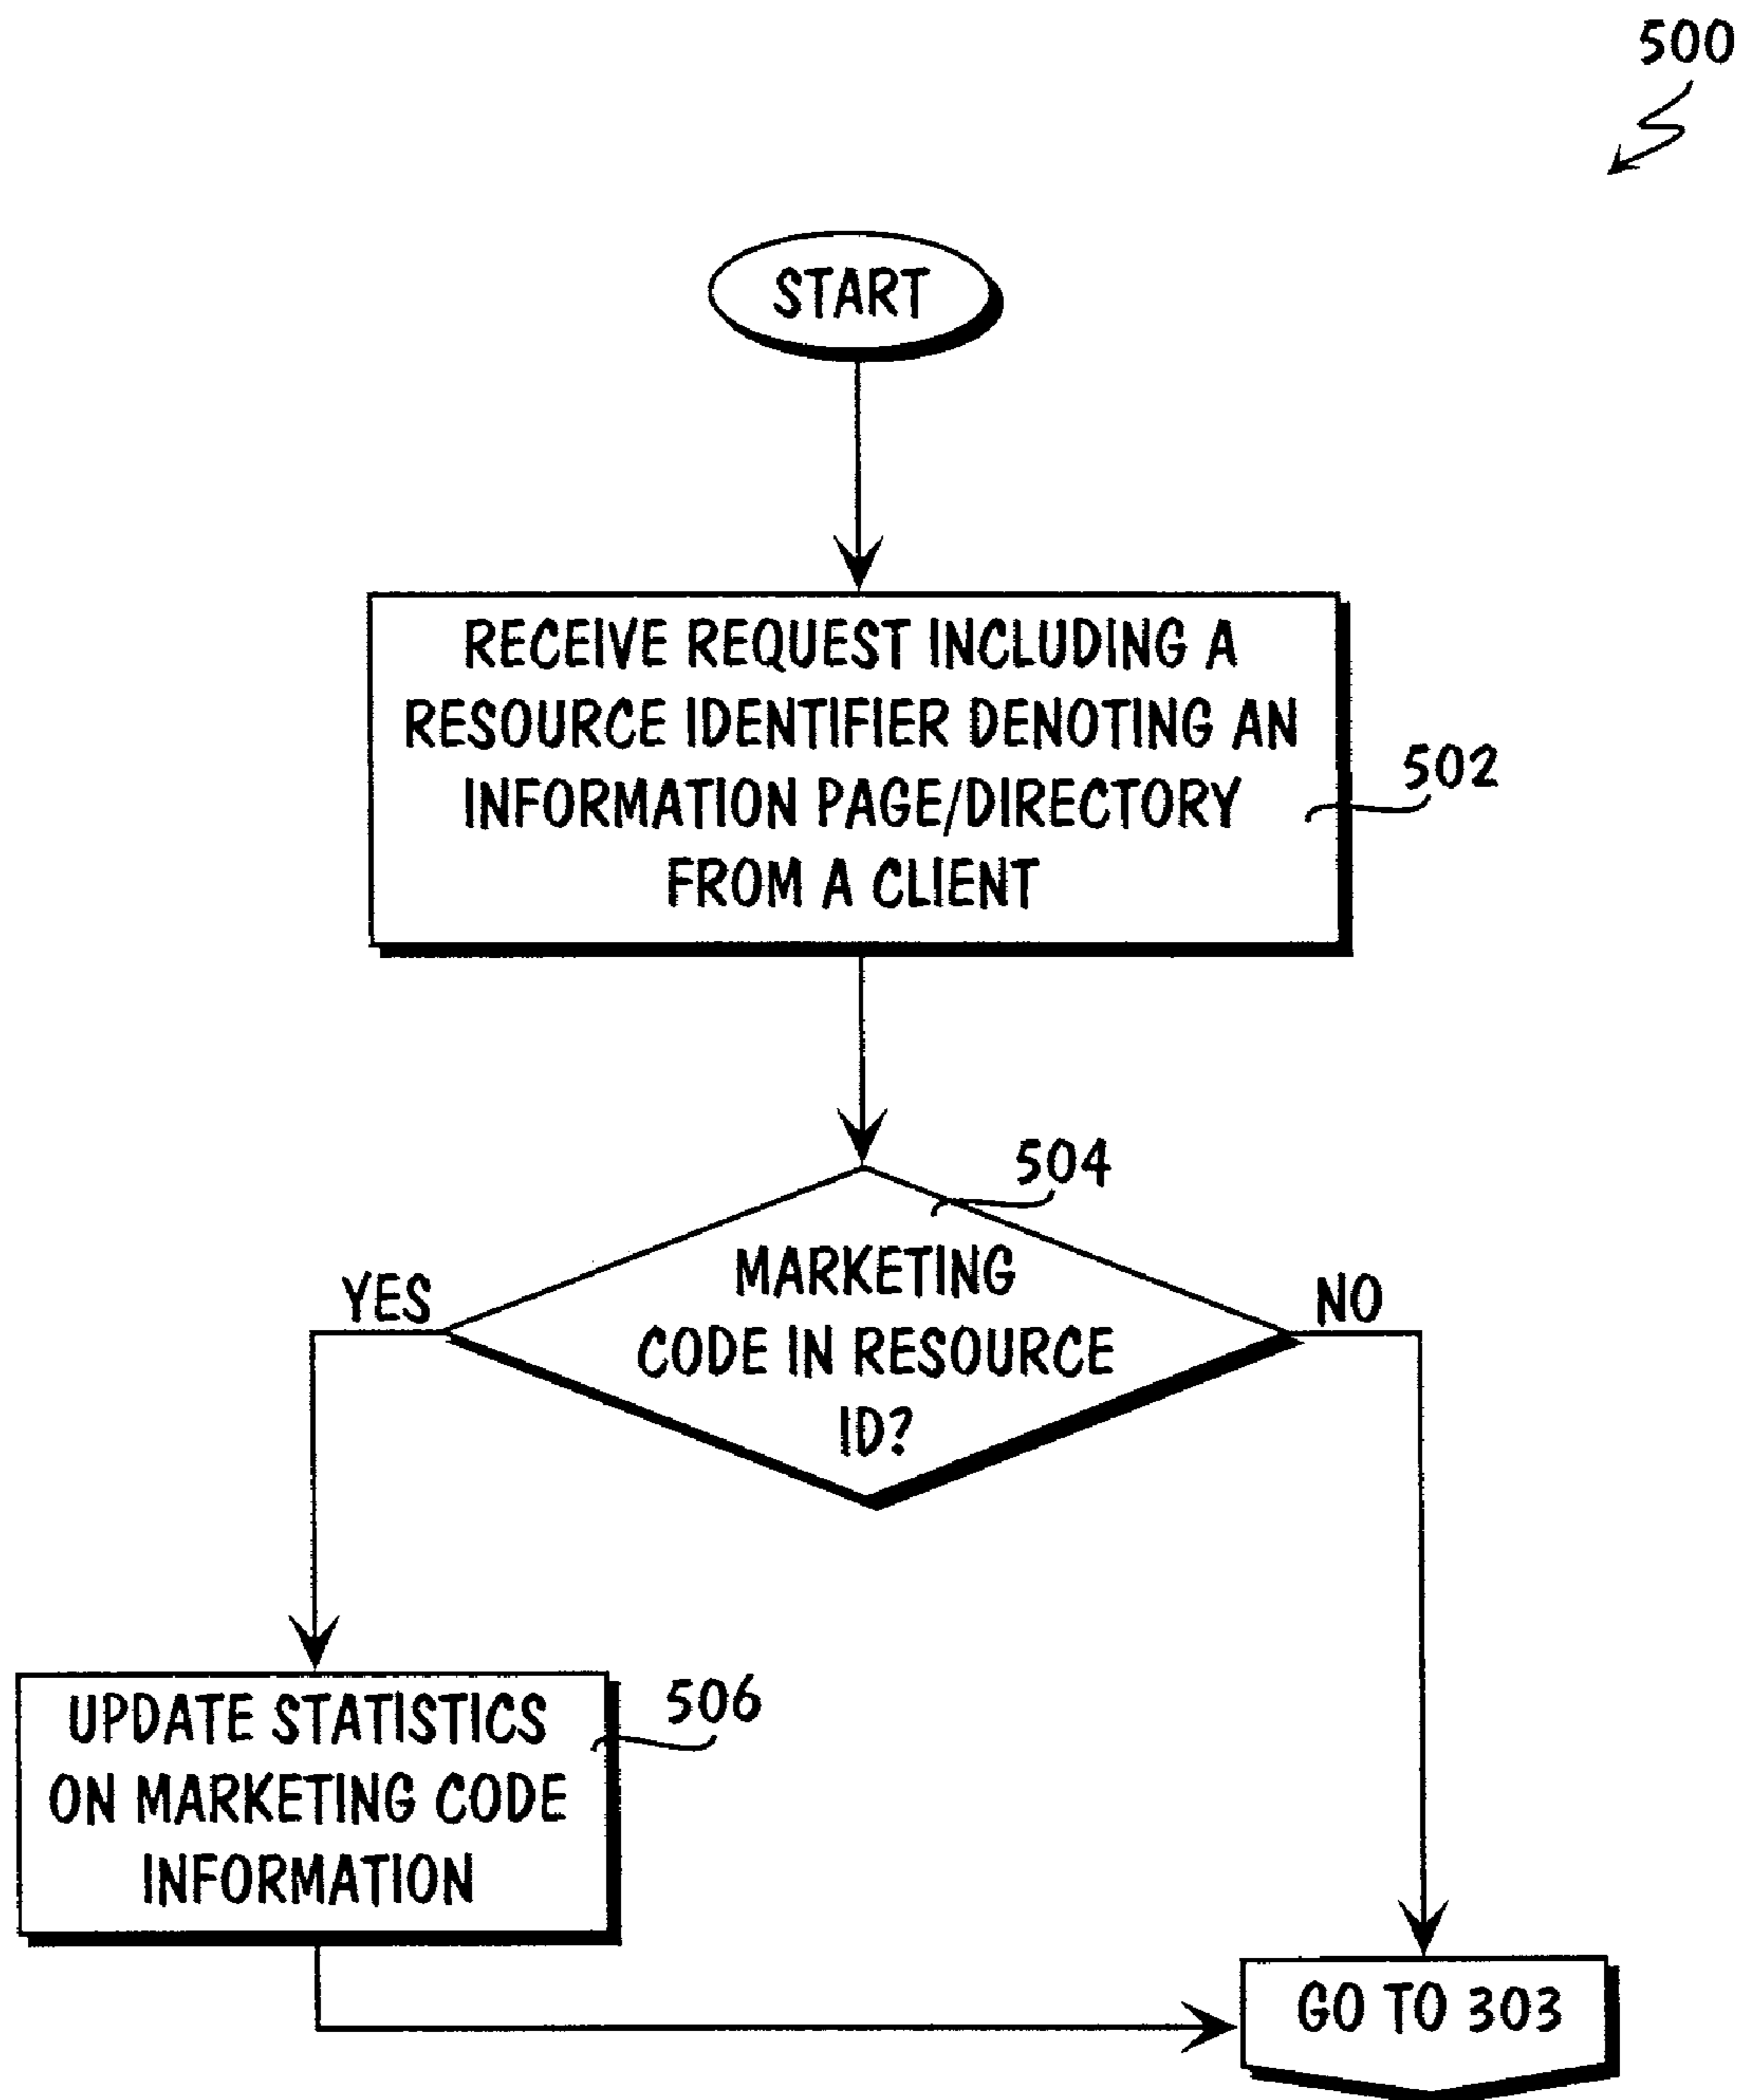 500
START
RECEIVE REQUEST INCLUDING A
RESOURCE IDENTIFIER DENOTING AN
INFORMATION PAGE/DIRECTORY
FROM A CLIENT
502
504
MARKETING
CODE IN RESOURCE
ID?
YES
NO
UPDATE STATISTICS
ON MARKETING CODE
INFORMATION
506
GO TO 303